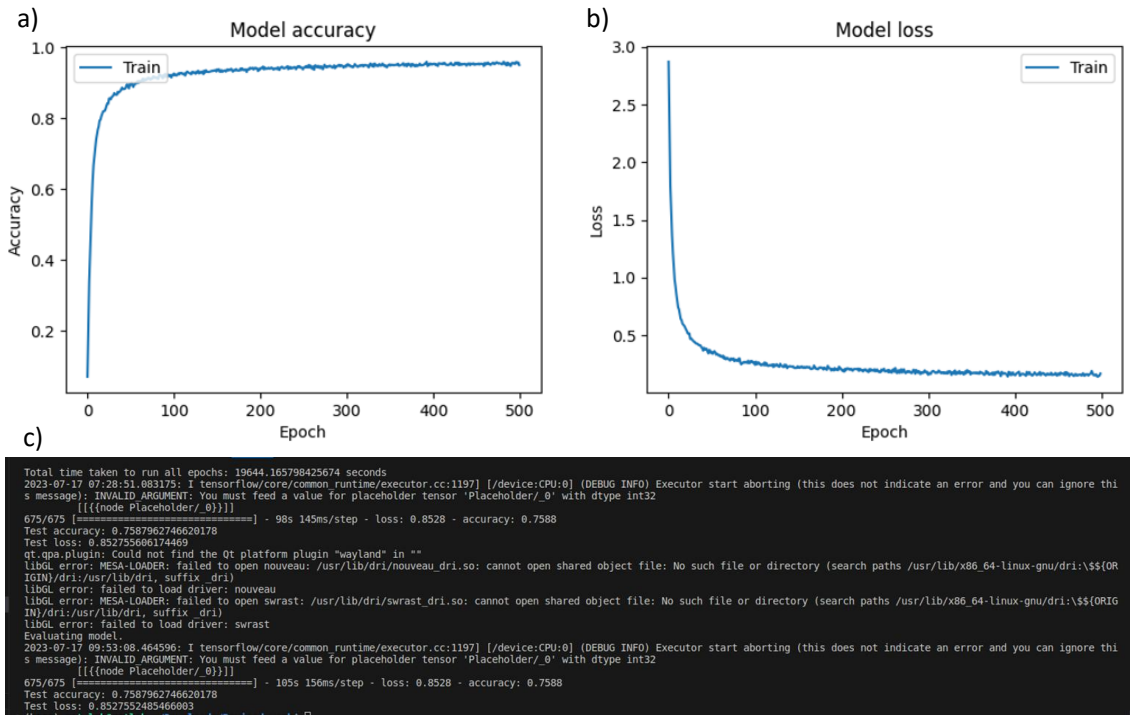 a)
Model accuracy
1.0
0.8
0.6
0.4
0.2
Accuracy
Train
0 100 200 300 400 500
Epoch
b)
Model loss
3.0
2.5
2.0
1.5
1.0
0.5
Loss
Train
0 100 200 300 400 500
Epoch
c)
Total time taken to run all epochs: 19644.165798425674 seconds
2023-07-17 07:28:51.083175: I tensorflow/core/common_runtime/executor.cc:1197] [/device:CPU:0] (DEBUG INFO) Executor start aborting (this does not indicate an error and you can ignore thi
s message): INVALID_ARGUMENT: You must feed a value for placeholder tensor 'Placeholder/_0' with dtype int32
[[{{node Placeholder/_0}}]]
675/675 [==============================] - 98s 145ms/step - loss: 0.8528 - accuracy: 0.7588
Test accuracy: 0.7587962746620178
Test loss: 0.852755606174469
qt.qpa.plugin: Could not find the Qt platform plugin "wayland" in ""
libGL error: MESA-LOADER: failed to open nouveau: /usr/lib/dri/nouveau_dri.so: cannot open shared object file: No such file or directory (search paths /usr/lib/x86_64-linux-gnu/dri:\$${OR
IGIN}/dri:/usr/lib/dri, suffix _dri)
libGL error: failed to load driver: nouveau
libGL error: MESA-LOADER: failed to open swrast: /usr/lib/dri/swrast_dri.so: cannot open shared object file: No such file or directory (search paths /usr/lib/x86_64-linux-gnu/dri:\$${ORIG
IN}/dri:/usr/lib/dri, suffix _dri)
libGL error: failed to load driver: swrast
Evaluating model.
2023-07-17 09:53:08.464596: I tensorflow/core/common_runtime/executor.cc:1197] [/device:CPU:0] (DEBUG INFO) Executor start aborting (this does not indicate an error and you can ignore thi
s message): INVALID_ARGUMENT: You must feed a value for placeholder tensor 'Placeholder/_0' with dtype int32
[[{{node Placeholder/_0}}]]
675/675 [==============================] - 105s 156ms/step - loss: 0.8528 - accuracy: 0.7588
Test accuracy: 0.7587962746620178
Test loss: 0.8527552485466003